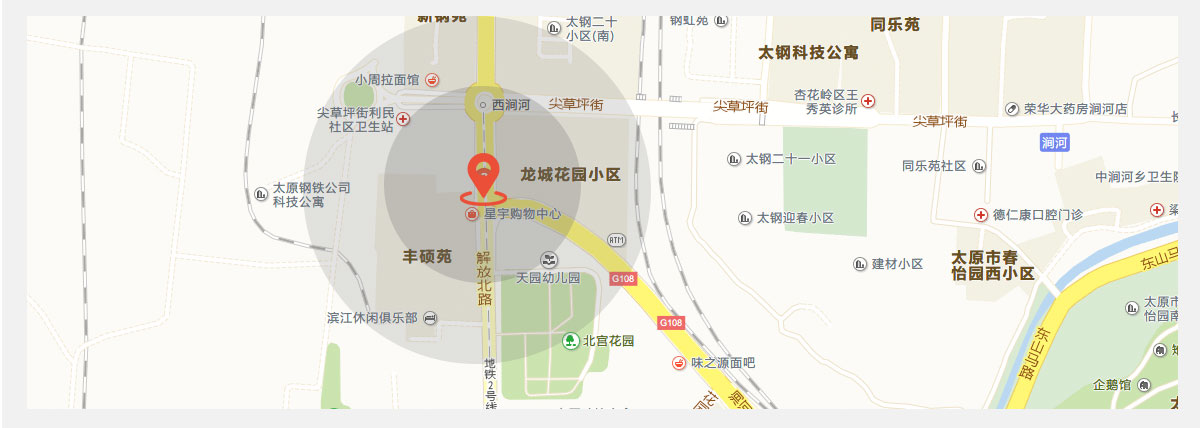 新钢苑
太钢二十
小区(南)
钢虹苑
同乐苑
太钢科技公寓
小周拉面馆
西涧河
尖草坪街
尖草坪街
尖草坪街
杏花岭区王
秀英诊所
荣华大药房涧河店
尖草坪街利民
社区卫生站
涧河
龙城花园小区
太钢二十一小区
同乐苑社区
中涧河乡卫生院
太原钢铁公司
科技公寓
星宇购物中心
太钢迎春小区
德仁康口腔门诊
ATM
丰硕苑
解放北路
天园幼儿园
G108
建材小区
太原市春
怡园西小区
东山马
滨江休闲俱乐部
G108
北宫花园
味之源面吧
太原市
怡园南
东山马路
地铁2号线
企鹅馆